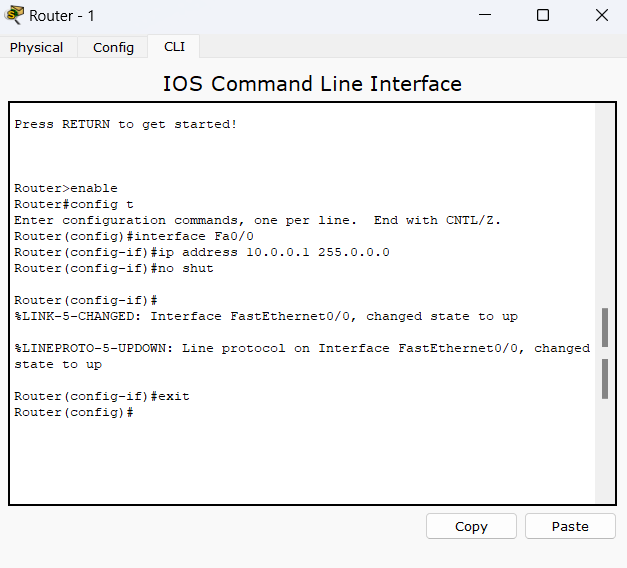 Router - 1
Physical Config CLI
IOS Command Line Interface
Press RETURN to get started!
Router>enable
Router#config t
Enter configuration commands, one per line.  End with CNTL/Z.
Router(config)#interface Fa0/0
Router(config-if)#ip address 10.0.0.1 255.0.0.0
Router(config-if)#no shut
Router(config-if)#
%LINK-5-CHANGED: Interface FastEthernet0/0, changed state to up
%LINEPROTO-5-UPDOWN: Line protocol on Interface FastEthernet0/0, changed
state to up
Router(config-if)#exit
Router(config)#
Copy Paste